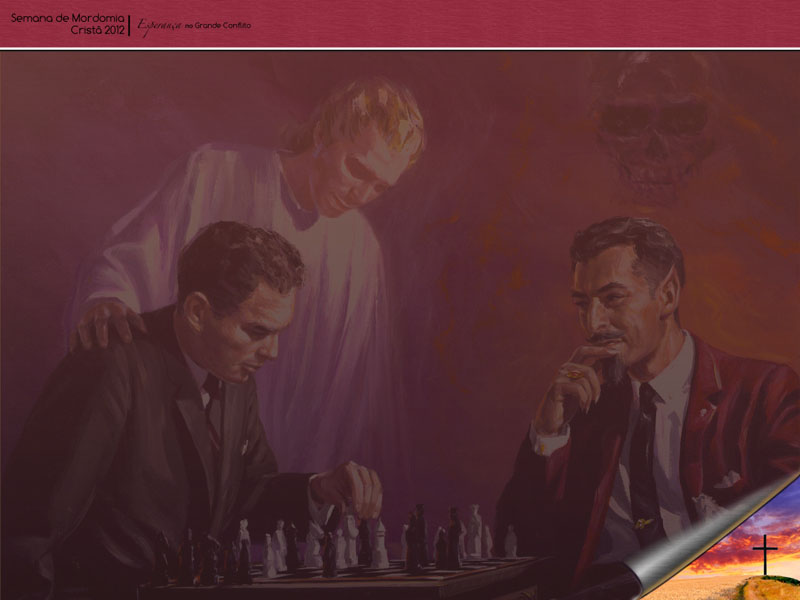 Semana de Mordomia
Cristã 2012
Esperança no Grande Conflito